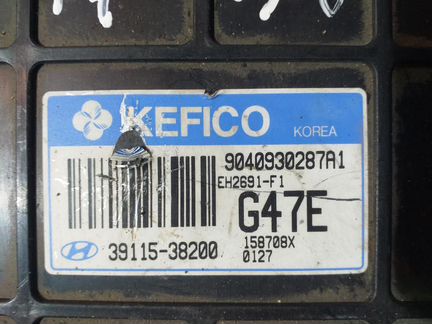 KEFICO KOREA
9040930287A1
EH2691-F1
G47E
39115-38200 158708X
0127